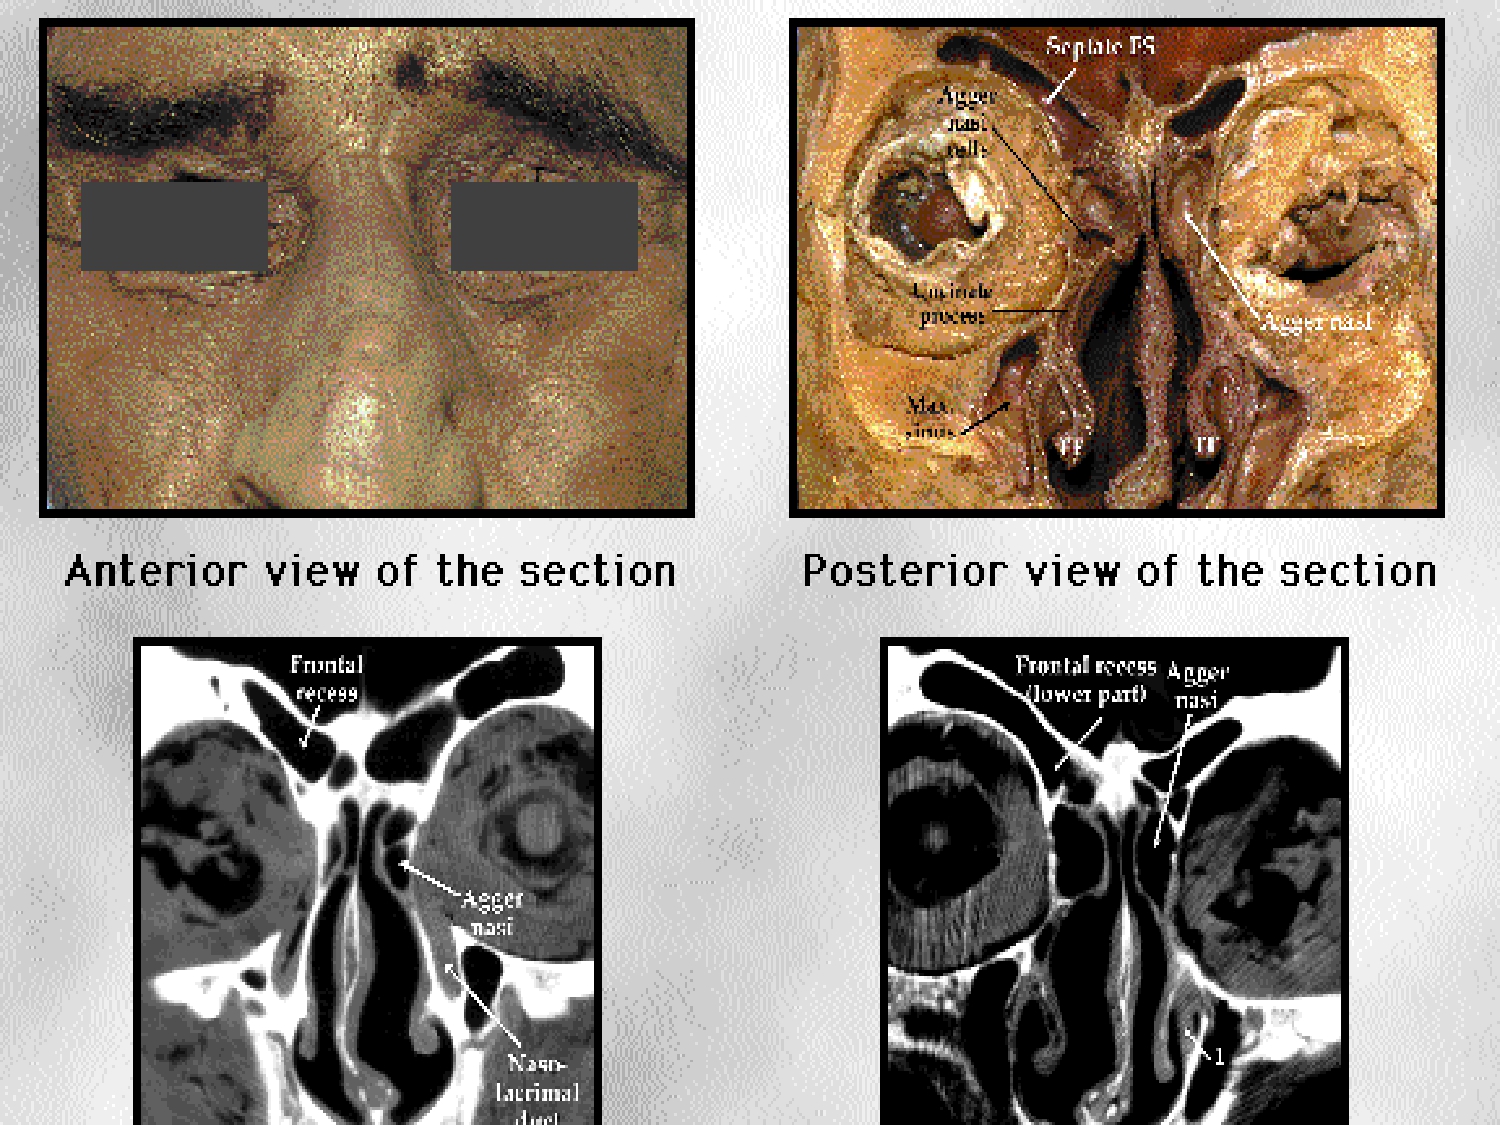 Septate FS
Agger
nasi
cells
Uncinate
process
Agger nasi
Max.
sinus
Anterior view of the section
Posterior view of the section
Frontal
recess
Agger
nasi
Naso-
lacrimal
duct
Frontal recess
(lower part)
Agger
nasi
1